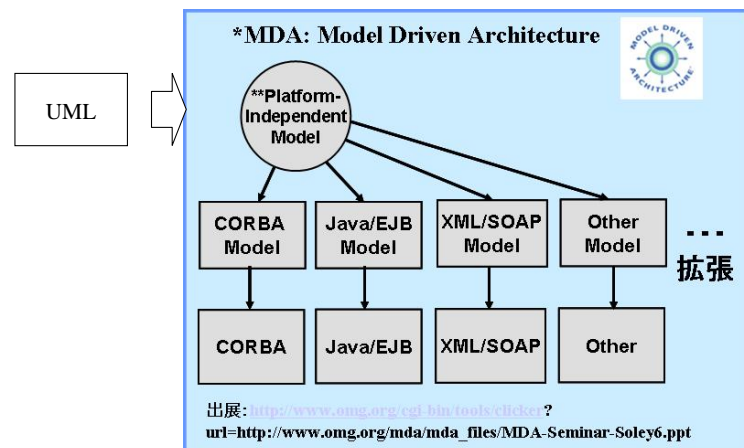 *MDA: Model Driven Architecture
MODEL DRIVEN
ARCHITECTURE
UML
**Platform-
Independent
Model
CORBA
Model
Java/EJB
Model
XML/SOAP
Model
Other
Model
...
拡張
CORBA
Java/EJB
XML/SOAP
Other
出展:http://www.omg.org/cgi-bin/tools/clicker?
url=http://www.omg.org/mda/mda_files/MDA-Seminar-Soley6.ppt